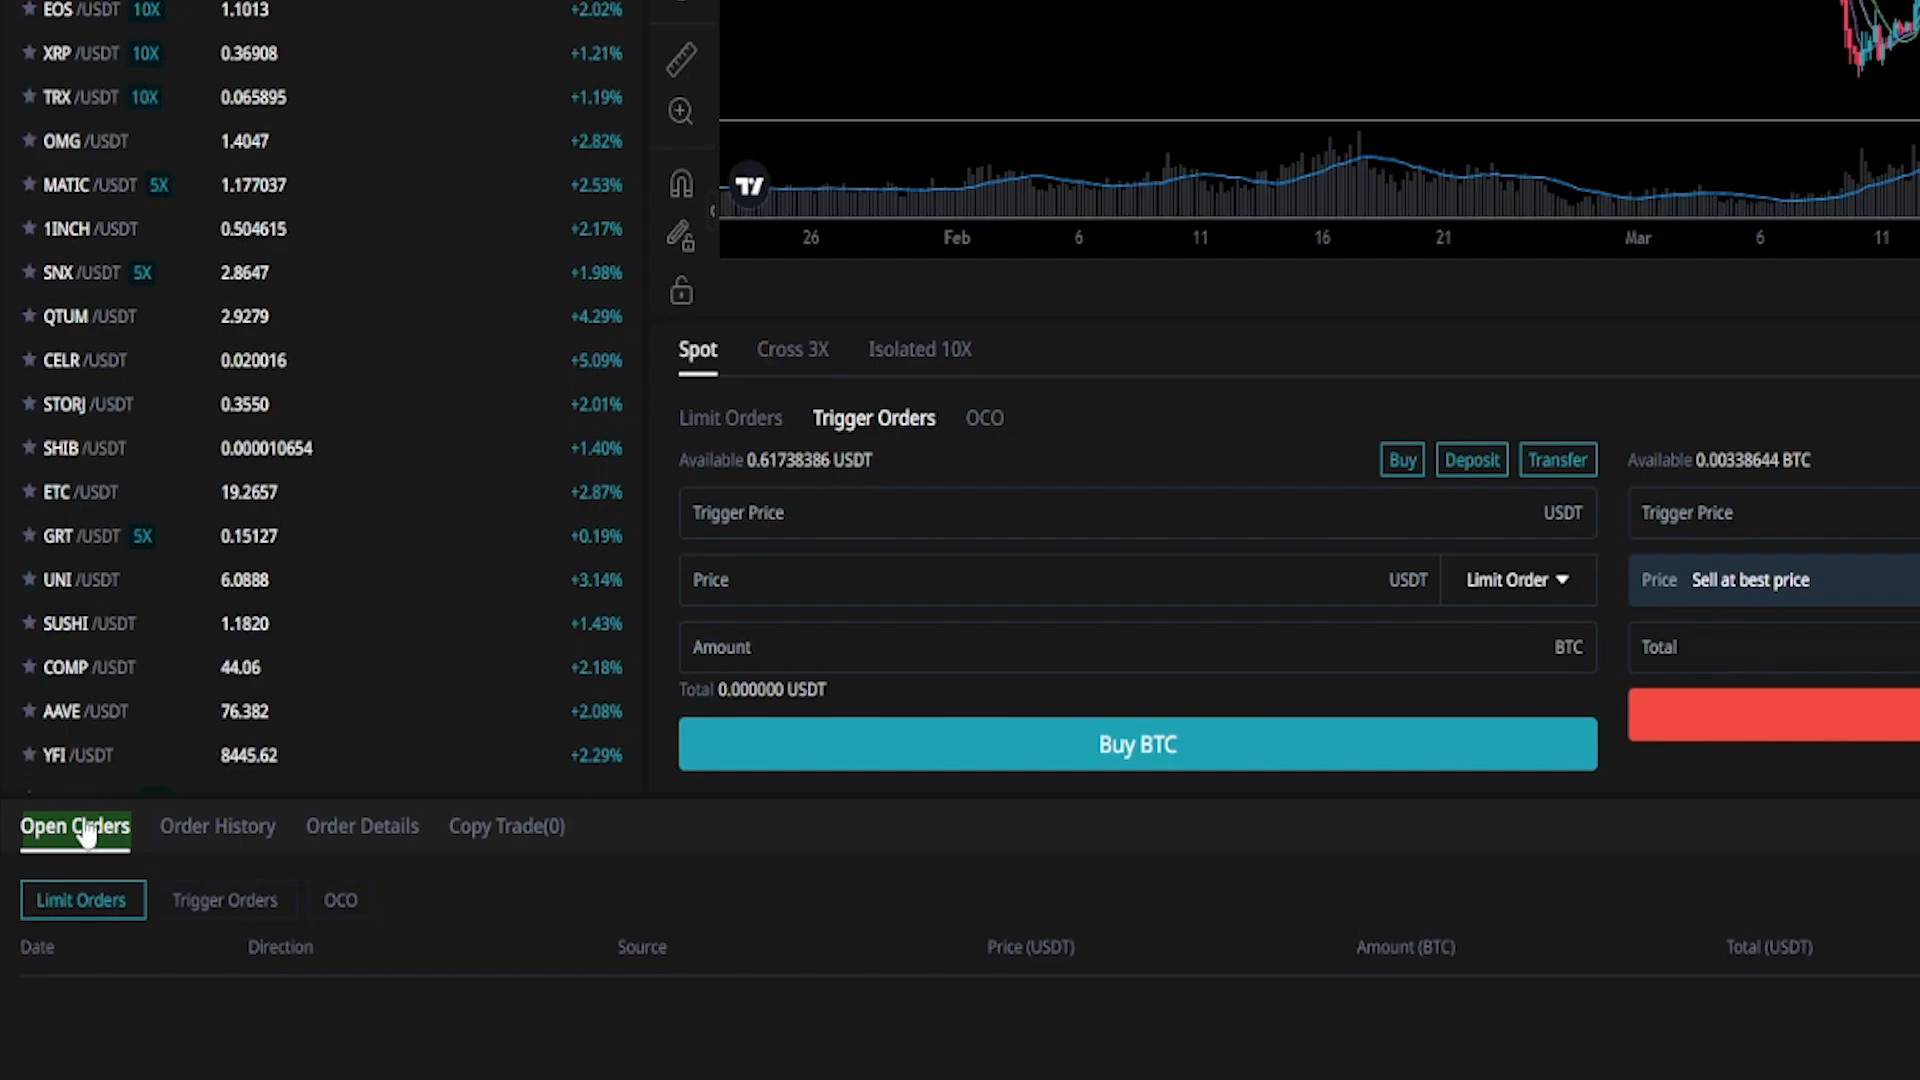 EOS /USDT 10X 1.1013 +2.02%
XRP /USDT 10X 0.36908 +1.21%
TRX /USDT 10X 0.065895 +1.19%
OMG /USDT 1.4047 +2.82%
MATIC /USDT 5X 1.177037 +2.53%
1INCH /USDT 0.504615 +2.17%
SNX /USDT 5X 2.8647 +1.98%
QTUM /USDT 2.9279 +4.29%
CELR /USDT 0.020016 +5.09%
STORJ /USDT 0.3550 +2.01%
SHIB /USDT 0.000010654 +1.40%
ETC /USDT 19.2657 +2.87%
GRT /USDT 5X 0.15127 +0.19%
UNI /USDT 6.0888 +3.14%
SUSHI /USDT 1.1820 +1.43%
COMP /USDT 44.06 +2.18%
AAVE /USDT 76.382 +2.08%
YFI /USDT 8445.62 +2.29%
26 Feb 6 11 16 21 Mar 6 11
Spot Cross 3X Isolated 10X
Limit Orders Trigger Orders OCO
Available 0.61738386 USDT Buy Deposit Transfer
Trigger Price USDT
Price USDT Limit Order
Amount BTC
Total 0.000000 USDT
Buy BTC
Available 0.00338644 BTC
Trigger Price
Price Sell at best price
Total
Open Orders Order History Order Details Copy Trade(0)
Limit Orders Trigger Orders OCO
Date Direction Source Price (USDT) Amount (BTC) Total (USDT)